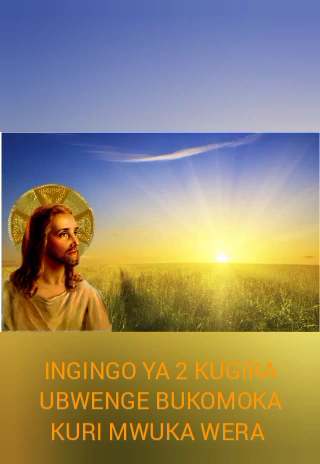 INGINGO YA 2 KUGIRA
UBWENGE BUKOMOKA
KURI MWUKA WERA